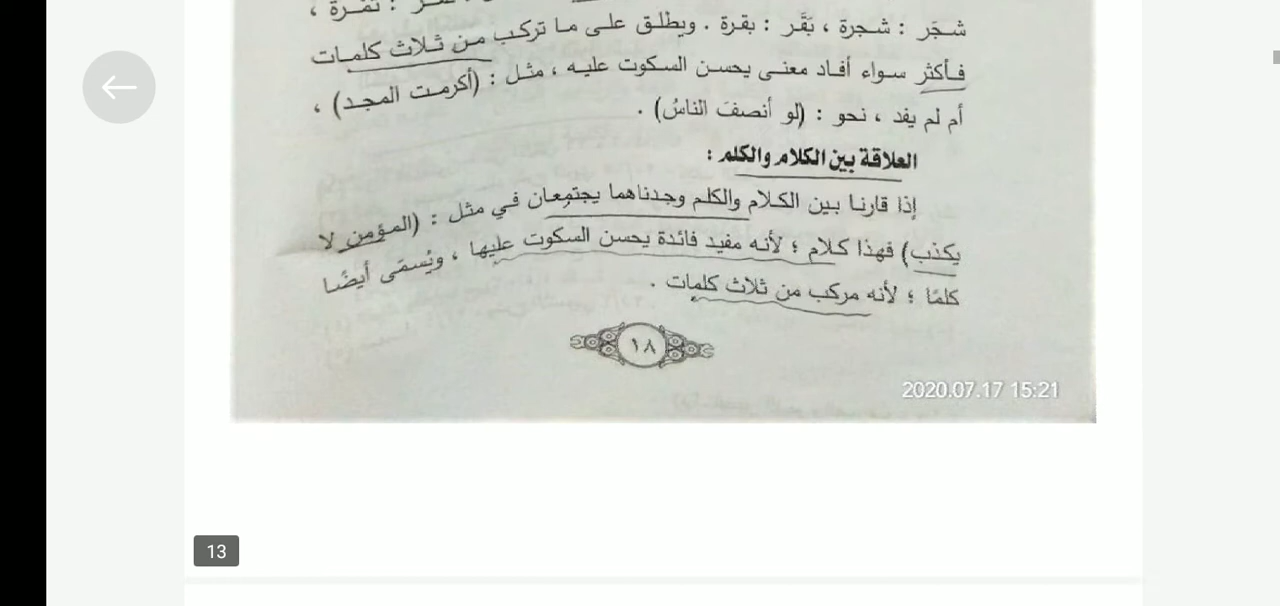 : تَمْرة ،
شجَر : شجرة ، بَقَر : بقرة . ويطلق على ما تركب من ثلاث كلمات
فأكثر سواء أفاد معنى يحسن السكوت عليه ، مثل : (أكرمت المجد) ،
أم لم يفد ، نحو : (لو أنصفَ الناسُ) .
العلاقة بين الكلام والكلم :
إذا قارنا بين الكلام والكلم وجدناهما يجتمعان في مثل : (المؤمن لا
يكذب) فهذا كلام ؛ لأنه مفيد فائدة يحسن السكوت عليها ، ويُسمَّى أيضًا
كلمًا ؛ لأنه مركب من ثلاث كلمات .
١٨
2020.07.17 15:21
13